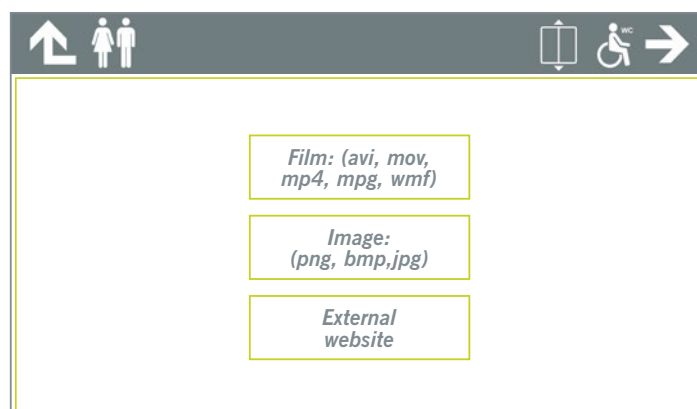 WC
Film: (avi, mov,
mp4, mpg, wmf)
Image:
(png, bmp,jpg)
External
website